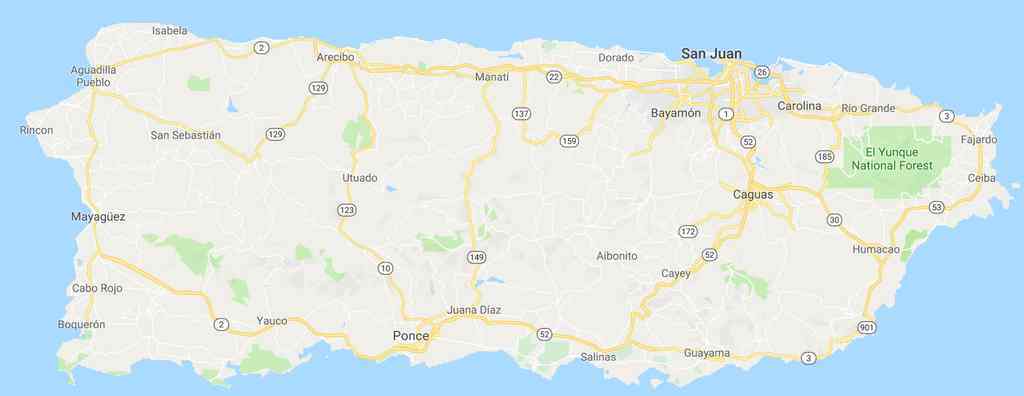 Isabela
2
San Juan
Arecibo
Dorado
Aguadilla
Pueblo
Manatí
22
26
129
Carolina
Río Grande
Bayamón
137
1
3
Rincon
San Sebastián
129
159
52
Fajardo
185
El Yunque
National Forest
Utuado
Ceiba
Caguas
123
53
Mayagüez
30
172
Humacao
149
Aibonito
52
10
Cayey
Cabo Rojo
Juana Díaz
Boquerón
2
Yauco
901
Ponce
52
Salinas
Guayama
3